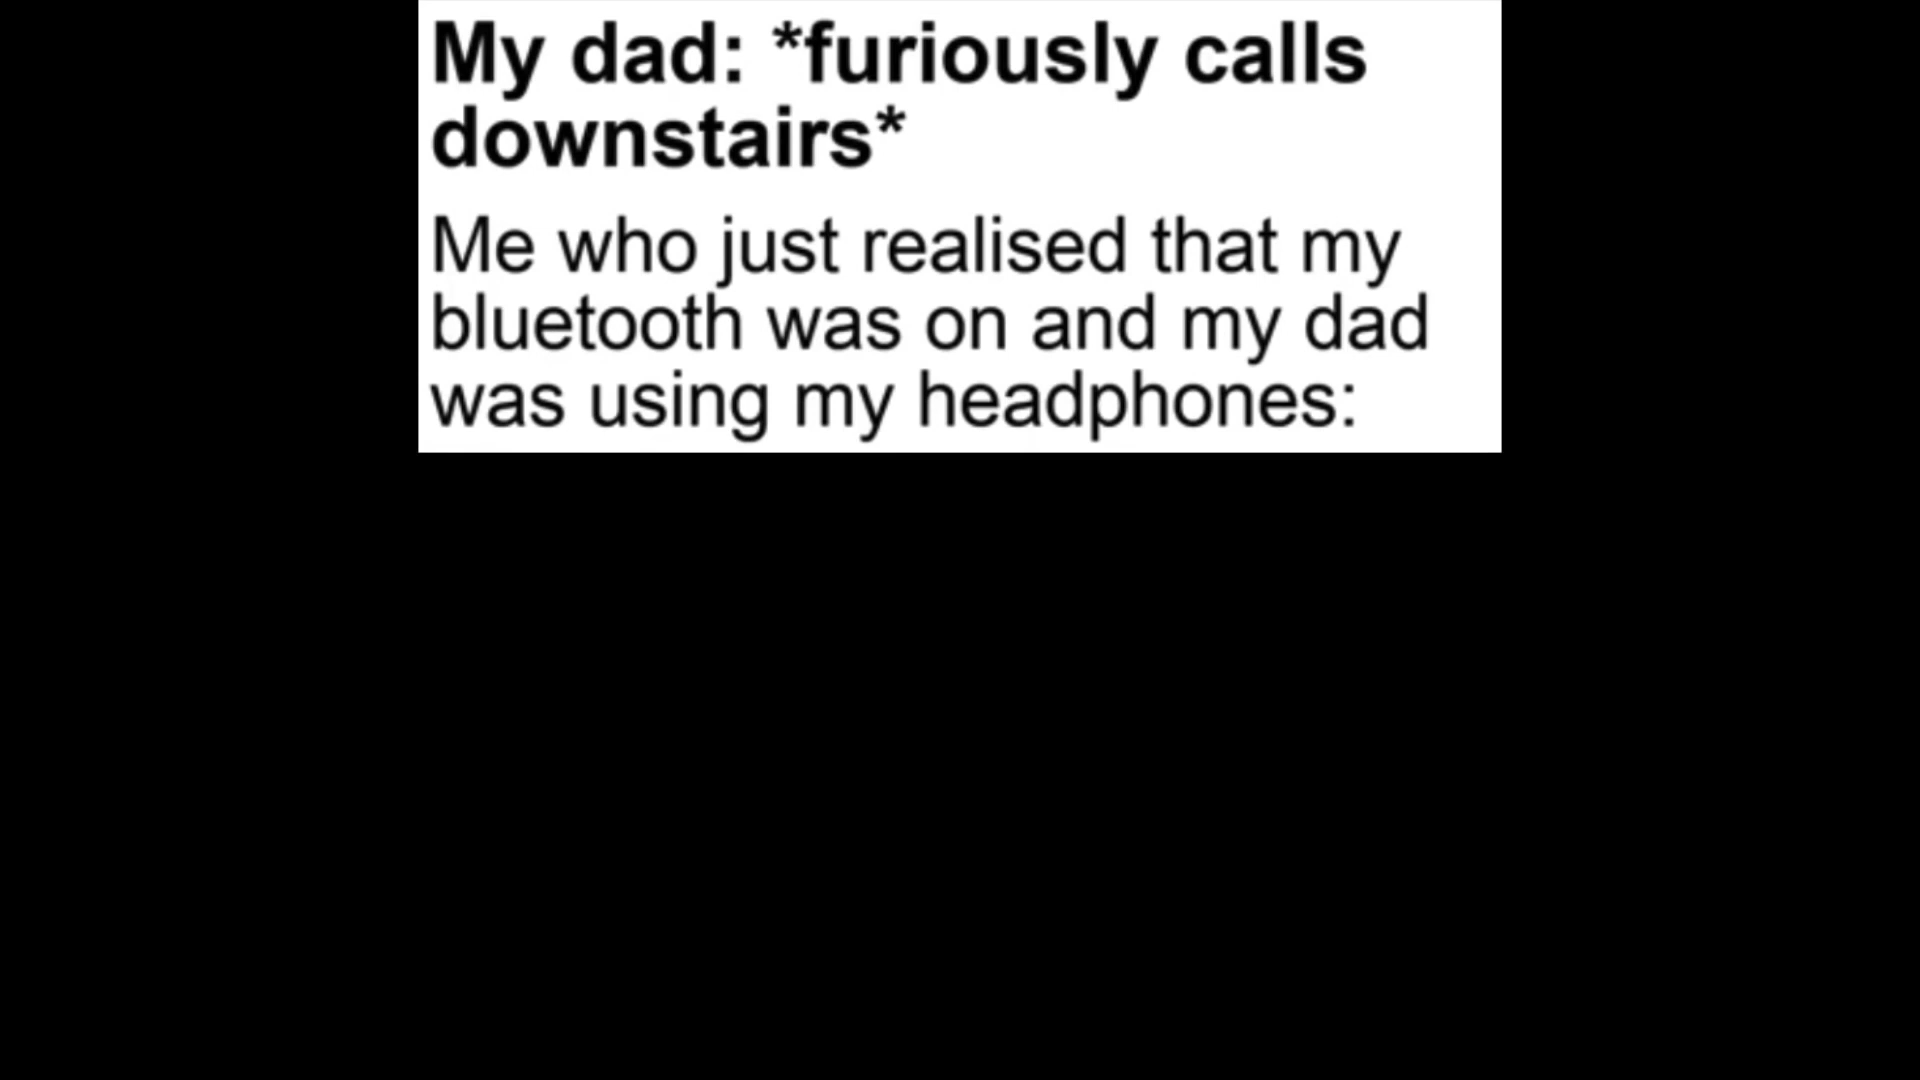 My dad: *furiously calls
downstairs*
Me who just realised that my
bluetooth was on and my dad
was using my headphones: